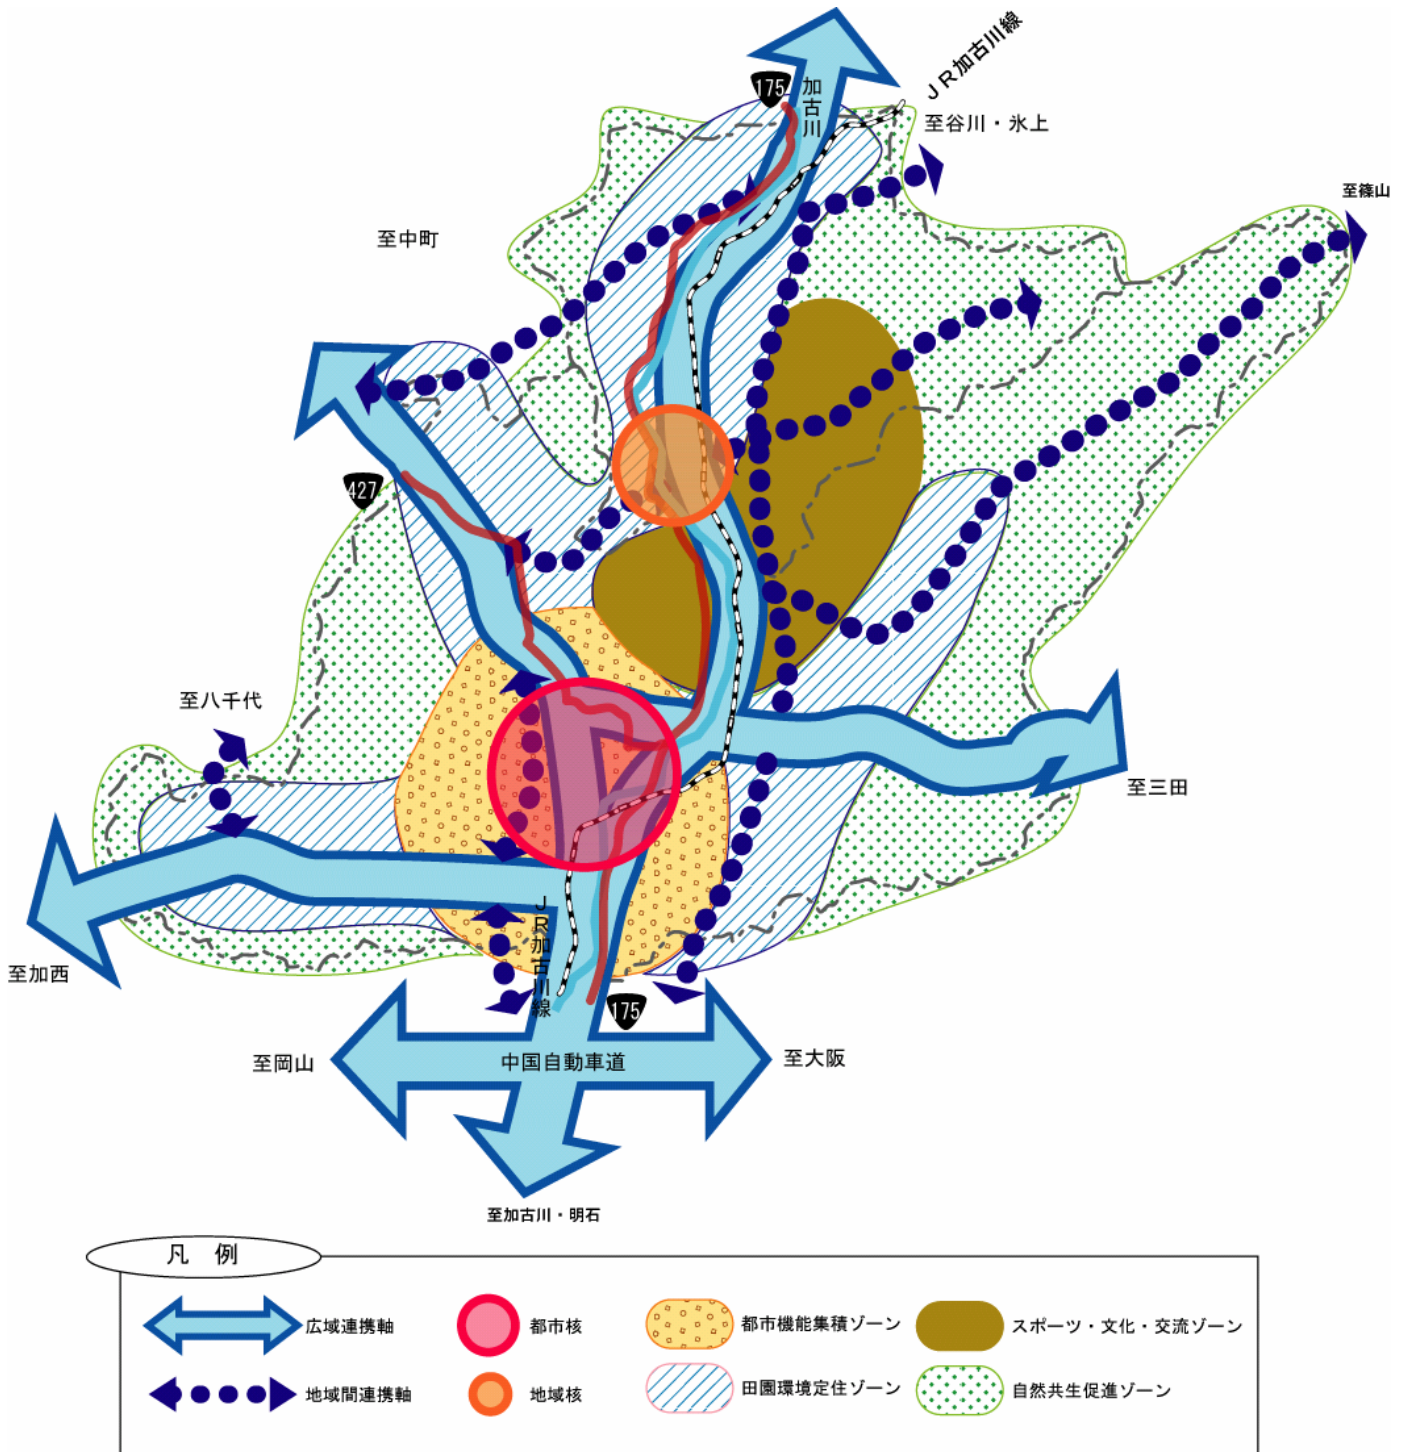 JR加古川線
175
加古川
至谷川・氷上
至篠山
至中町
427
至八千代
至三田
JR加古川線
至加西
175
至岡山
中国自動車道
至大阪
至加古川・明石
凡 例
広域連携軸
都市核
都市機能集積ゾーン
スポーツ・文化・交流ゾーン
地域間連携軸
地域核
田園環境定住ゾーン
自然共生促進ゾーン